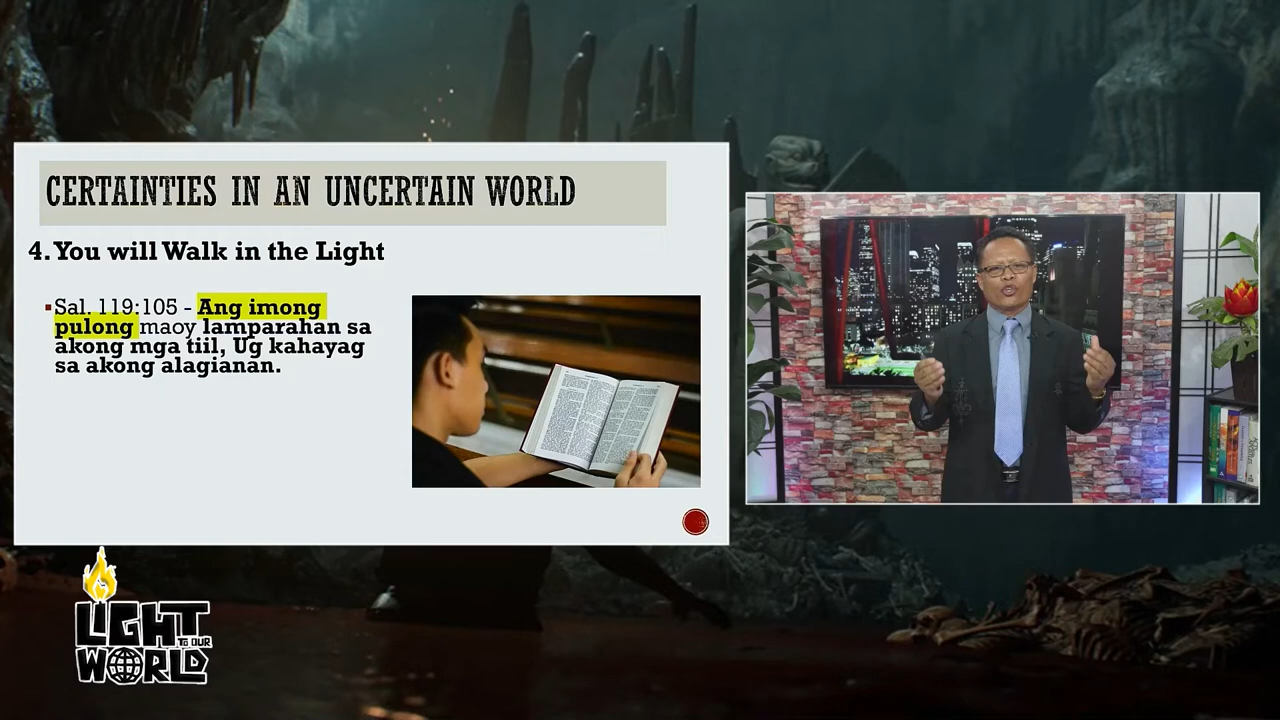 CERTAINTIES IN AN UNCERTAIN WORLD
4. You will Walk in the Light
Sal. 119:105 - Ang imong
pulong maoy lamparahan sa
akong mga tiil, Ug kahayag
sa akong alagianan.
LIGHT
TO OUR
WORLD